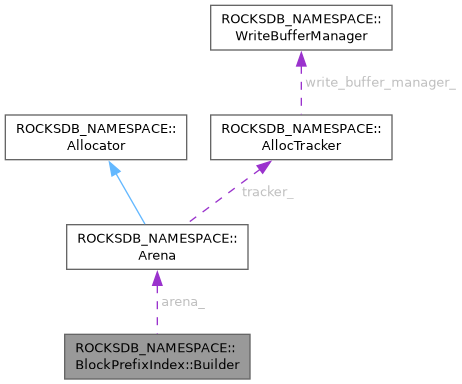 ROCKSDB_NAMESPACE::
WriteBufferManager
write_buffer_manager_
ROCKSDB_NAMESPACE::
Allocator
ROCKSDB_NAMESPACE::
AllocTracker
tracker_
ROCKSDB_NAMESPACE::
Arena
arena_
ROCKSDB_NAMESPACE::
BlockPrefixIndex::Builder